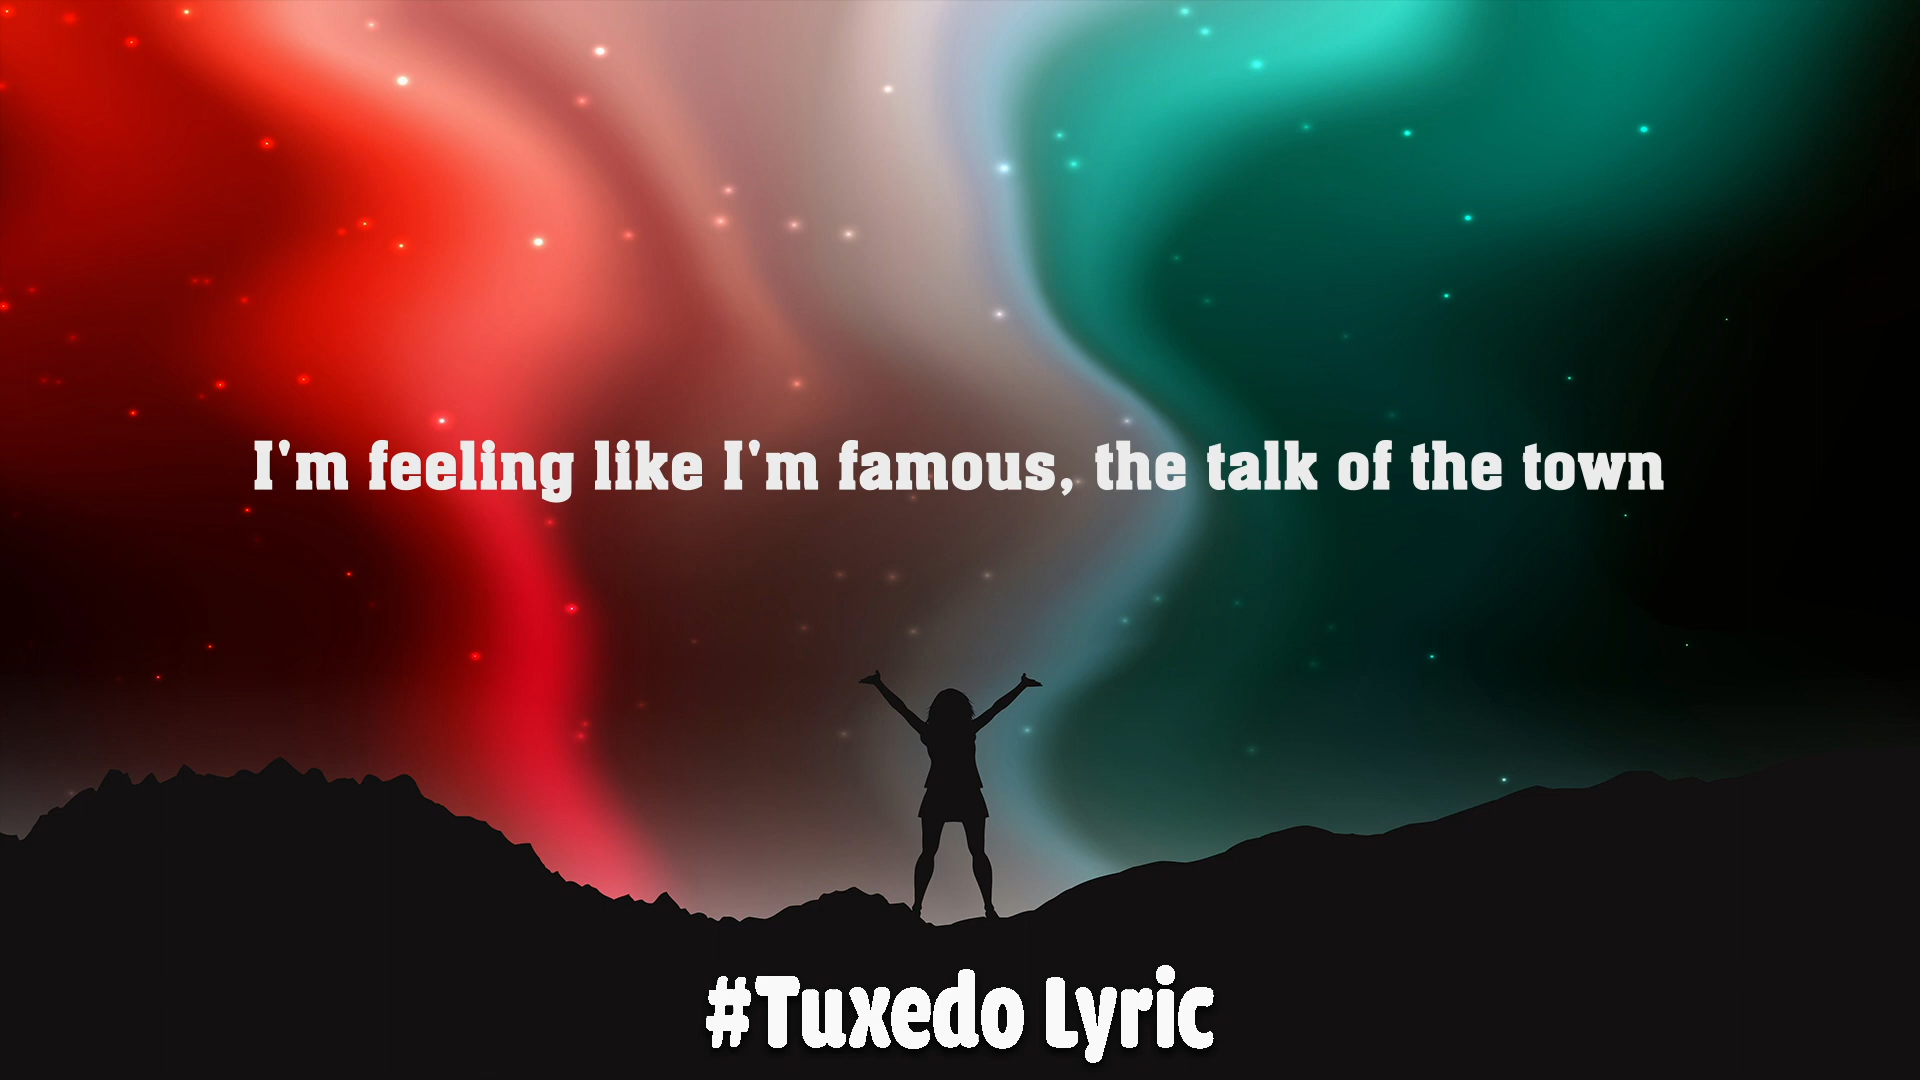 I'm feeling like I'm famous, the talk of the town
#Tuxedo Lyric